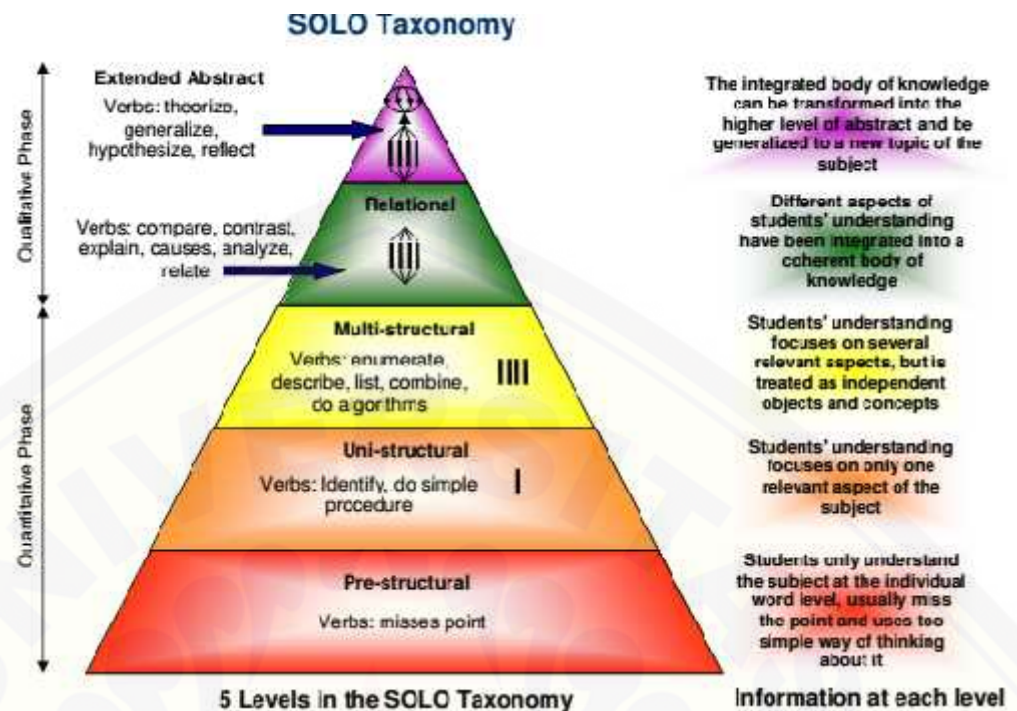 SOLO Taxonomy
Qualitative Phase
Extended Abstract
Verbs: theorize,
generalize,
hypothesize, reflect
The integrated body of knowledge
can be transformed into the
higher level of abstract and be
generalized to a new topic of the
subject
Relational
Verbs: compare, contrast,
explain, causes, analyze,
relate
Different aspects of
students' understanding
have been integrated into a
coherent body of
knowledge
Quantitative Phase
Multi-structural
Verbs: enumerate,
describe, list, combine,
do algorithms
Students' understanding
focuses on several
relevant aspects, but is
treated as independent
objects and concepts
Uni-structural
Verbs: Identify, do simple
procedure
Students' understanding
focuses on only one
relevant aspect of the
subject
Pre-structural
Verbs: misses point
Students only understand
the subject at the individual
word level, usually miss
the point and uses too
simple way of thinking
about it
5 Levels in the SOLO Taxonomy
Information at each level